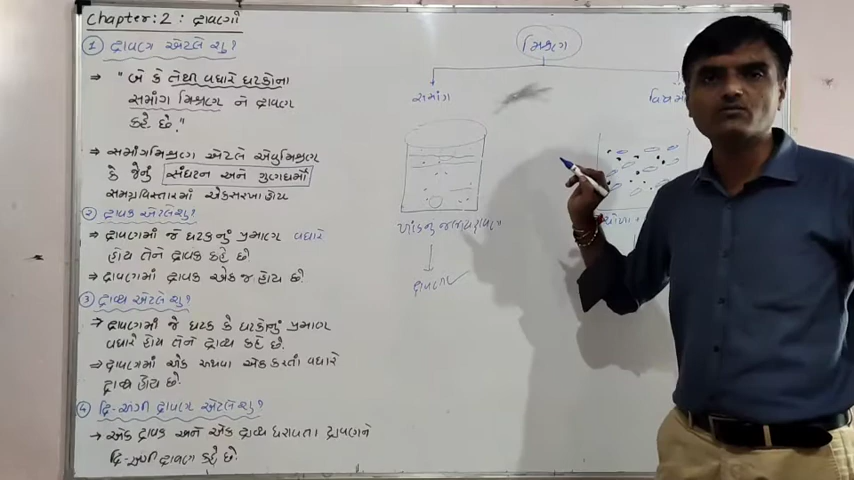 Chapter: 2 : દ્રાવણો
① દ્રાવણ એટલે શું?
→ "બે કે તેથી વધારે ઘટકોના
સમાંગ મિશ્રણ ને દ્રાવણ
કહે છે."
→ સમાંગમિશ્રણ એટલે એવુમિશ્રણ
કે જેનું સંઘટન અને ગુણધર્મો
સમગ્રવિસ્તારમાં એકસરખાહોય
② દ્રાવક એટલેશું?
→ દ્રાવણમાં જે ઘટકનું પ્રમાણ વધારે
હોય તેને દ્રાવક કહે છે.
→ દ્રાવણમાં દ્રાવક એક જ હોય છે.
③ દ્રાવ્ય એટલે શું?
→ દ્રાવણમાં જે ઘટક કે ઘટકોનુ પ્રમાણ
વધારે હોય તેને દ્રાવ્ય કહે છે.
→ દ્રાવણમાં એક અથવા એક કરતાં વધારે
દ્રાવ્ય હોય છે.
④ દ્વિ-અંગી દ્રાવણ એટલે શું?
→ એક દ્રાવક અને એક દ્રાવ્ય ધરાવતા દ્રાવણને
દ્વિ-અંગી દ્રાવણ કહે છે.
મિશ્રણ
સમાંગ
ખાંડનુ જલીય
દ્રાવણ